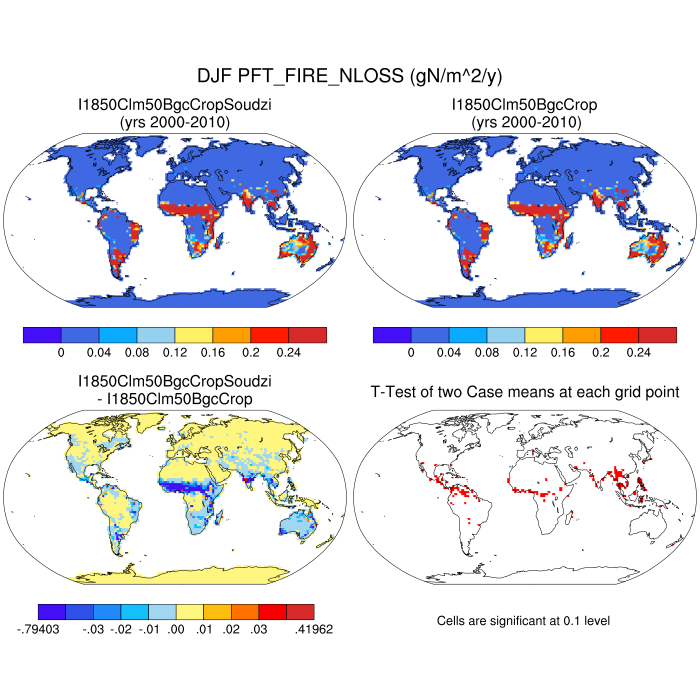 DJF PFT_FIRE_NLOSS (gN/m^2/y)
I1850Clm50BgcCropSoudzi
(yrs 2000-2010)
I1850Clm50BgcCrop
(yrs 2000-2010)
0 0.04 0.08 0.12 0.16 0.2 0.24
0 0.04 0.08 0.12 0.16 0.2 0.24
I1850Clm50BgcCropSoudzi
- I1850Clm50BgcCrop
T-Test of two Case means at each grid point
-.79403 -.03 -.02 -.01 .00 .01 .02 .03 .41962
Cells are significant at 0.1 level